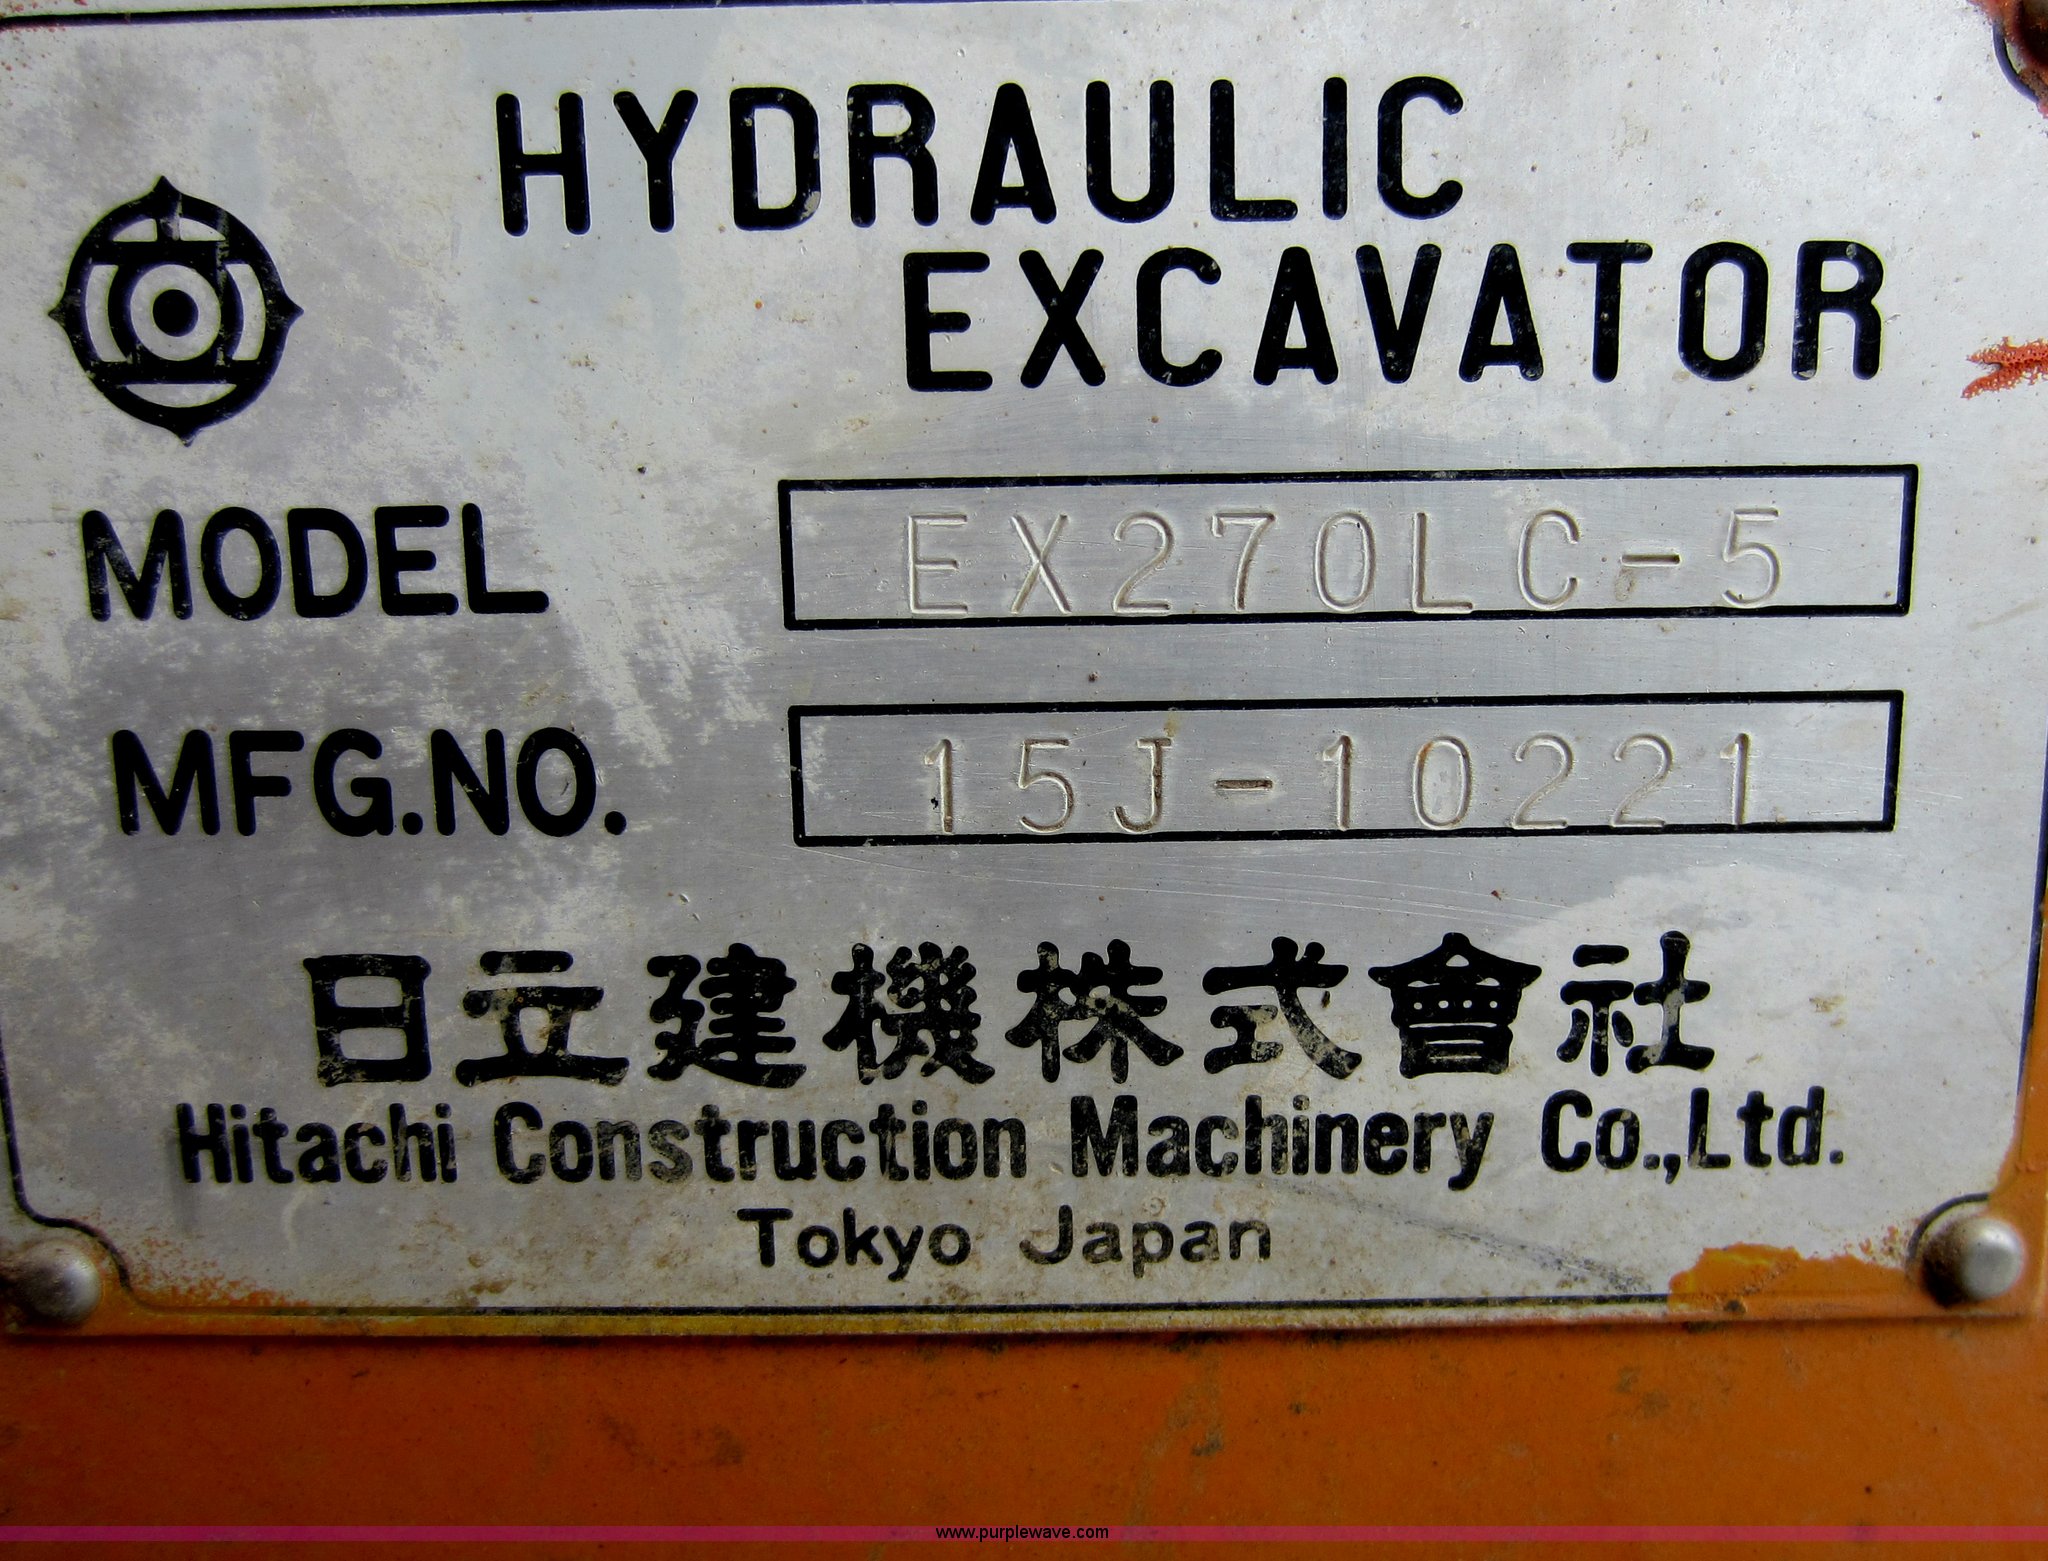 HYDRAULIC
EXCAVATOR
MODEL EX270LC-5
MFG.NO. 15J-10221
日立建機株式會社
Hitachi Construction Machinery Co.,Ltd.
Tokyo Japan
www.purplewave.com